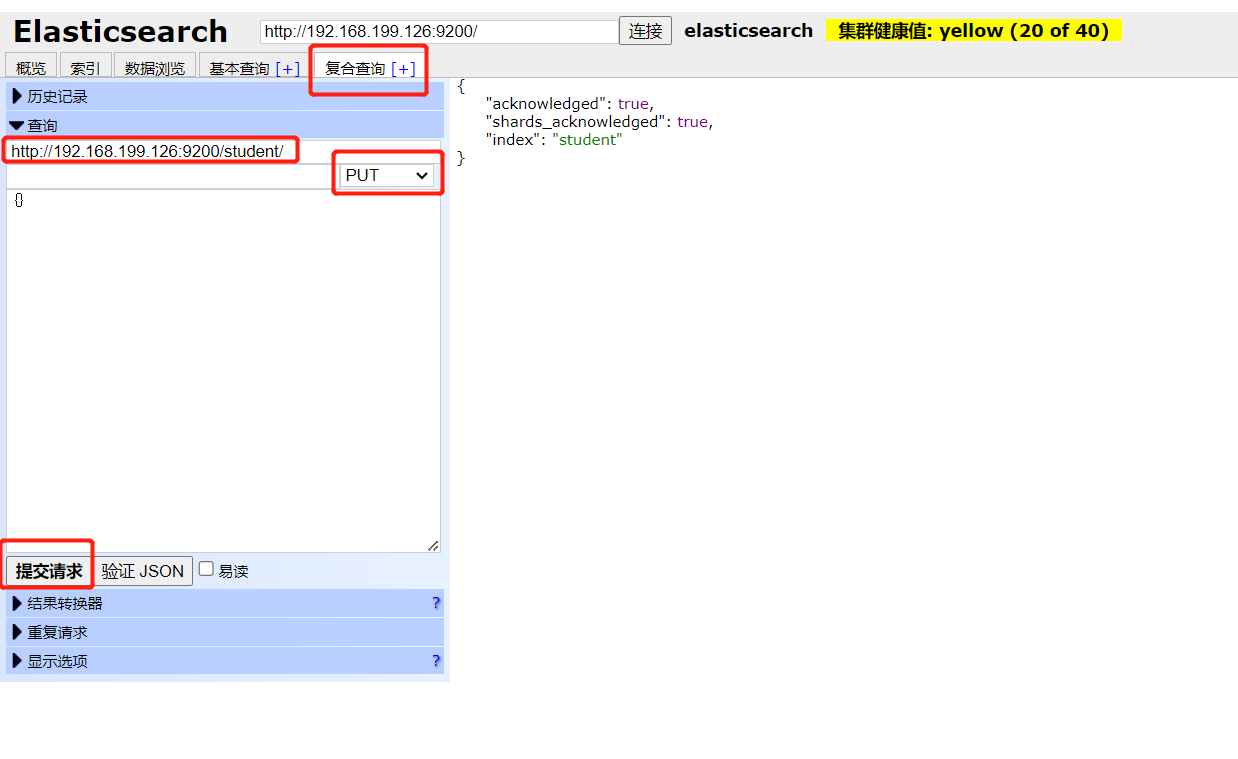 Elasticsearch http://192.168.199.126:9200/ 连接 elasticsearch 集群健康值: yellow (20 of 40)
概览 索引 数据浏览 基本查询 [+] 复合查询 [+]
历史记录
查询
http://192.168.199.126:9200/student/
PUT
{}
提交请求 验证 JSON 易读
结果转换器 ?
重复请求
显示选项 ?
{
"acknowledged": true,
"shards_acknowledged": true,
"index": "student"
}